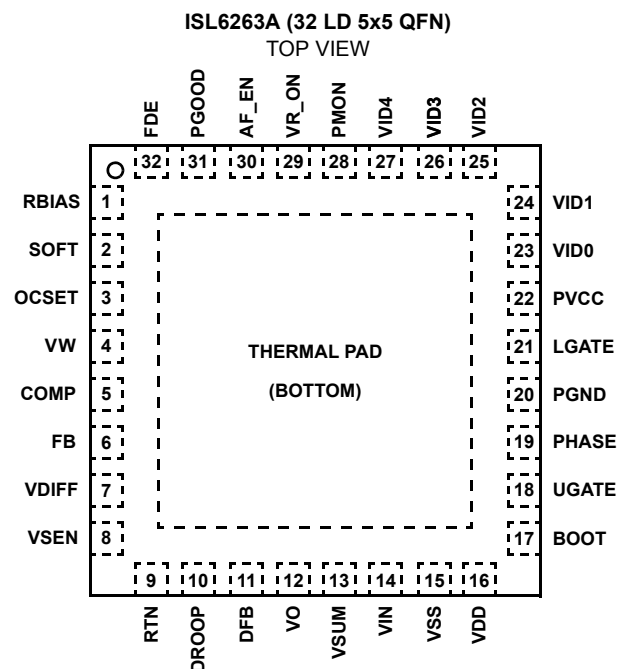 ISL6263A (32 LD 5x5 QFN)
TOP VIEW
FDE
PGOOD
AF_EN
VR_ON
PMON
VID4
VID3
VID2
32 31 30 29 28 27 26 25
RBIAS 1
SOFT 2
OCSET 3
VW 4
COMP 5
FB 6
VDIFF 7
VSEN 8
THERMAL PAD
(BOTTOM)
24 VID1
23 VID0
22 PVCC
21 LGATE
20 PGND
19 PHASE
18 UGATE
17 BOOT
9 10 11 12 13 14 15 16
RTN
DROOP
DFB
VO
VSUM
VIN
VSS
VDD